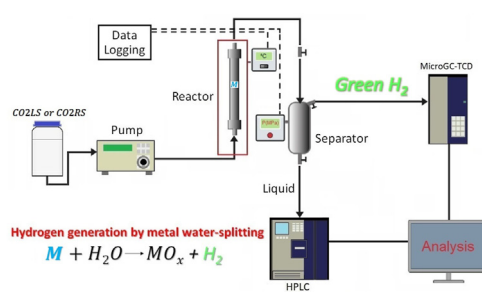 Data
Logging
°C
MicroGC-TCD
Reactor
M
Green H₂
CO2LS or CO2RS
Pump
Separator
Liquid
Hydrogen generation by metal water-splitting
M + H₂O → MOₓ + H₂
Analysis
HPLC